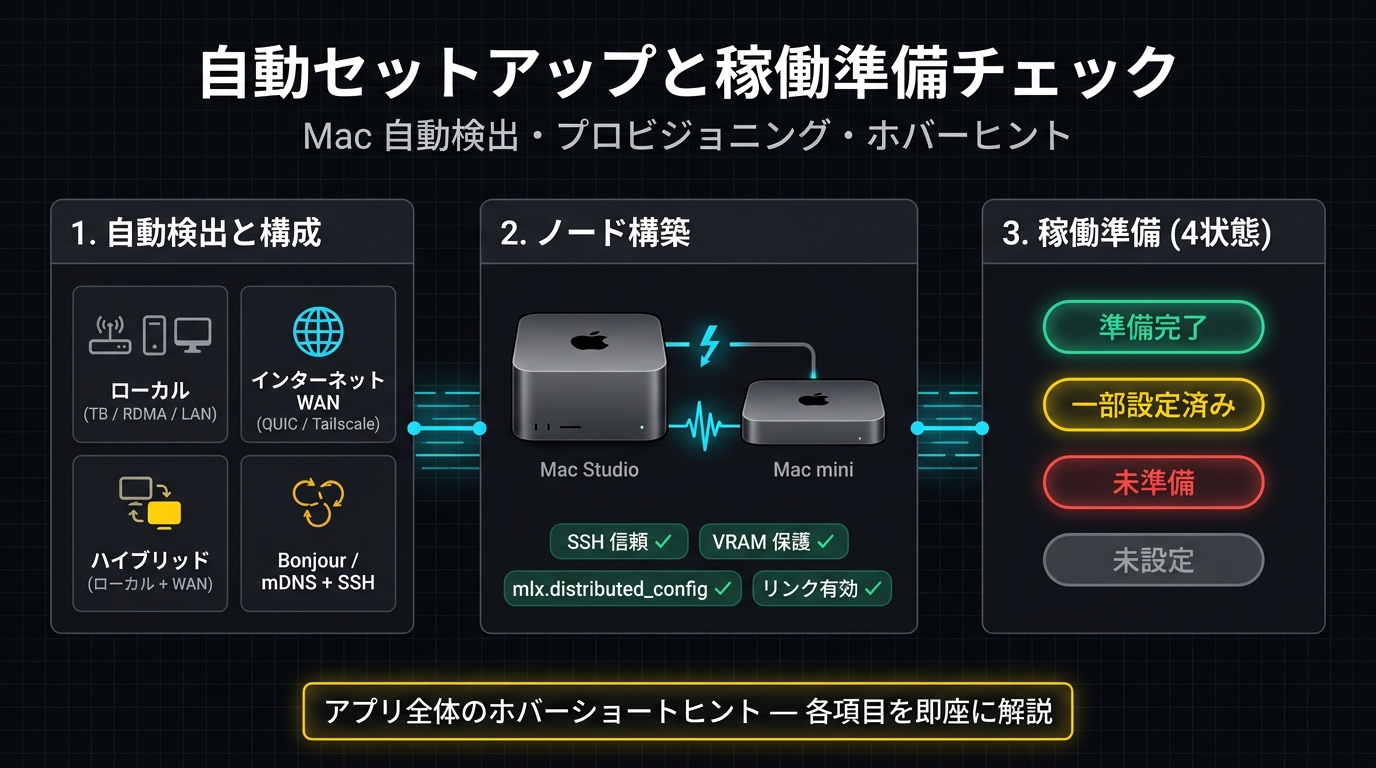 自動セットアップと稼働準備チェック
Mac 自動検出・プロビジョニング・ホバーヒント
1. 自動検出と構成
ローカル
(TB / RDMA / LAN)
インターネット
WAN
(QUIC / Tailscale)
ハイブリッド
(ローカル + WAN)
Bonjour /
mDNS + SSH
2. ノード構築
Mac Studio
Mac mini
SSH 信頼 ✓
VRAM 保護 ✓
mlx.distributed_config ✓
リンク有効 ✓
3. 稼働準備 (4状態)
準備完了
一部設定済み
未準備
未設定
アプリ全体のホバーショートヒント — 各項目を即座に解説